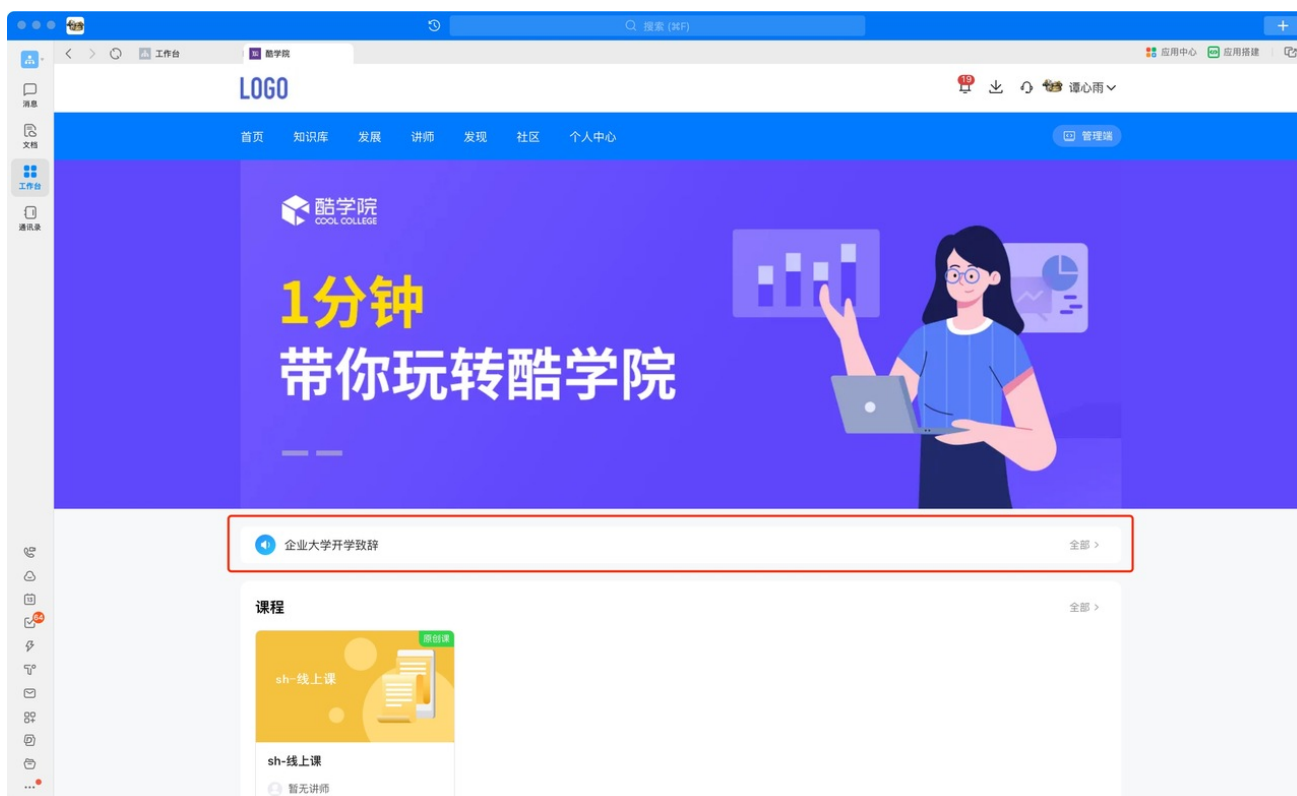 搜索 (⌘F)
工作台
酷学院
应用中心
应用搭建
消息
文档
工作台
通讯录
64
LOGO
19
谭心雨
首页 知识库 发展 讲师 发现 社区 个人中心
管理端
酷学院
COOL COLLEGE
1分钟
带你玩转酷学院
企业大学开学致辞
全部 >
课程
全部 >
原创课
sh-线上课
sh-线上课
暂无讲师